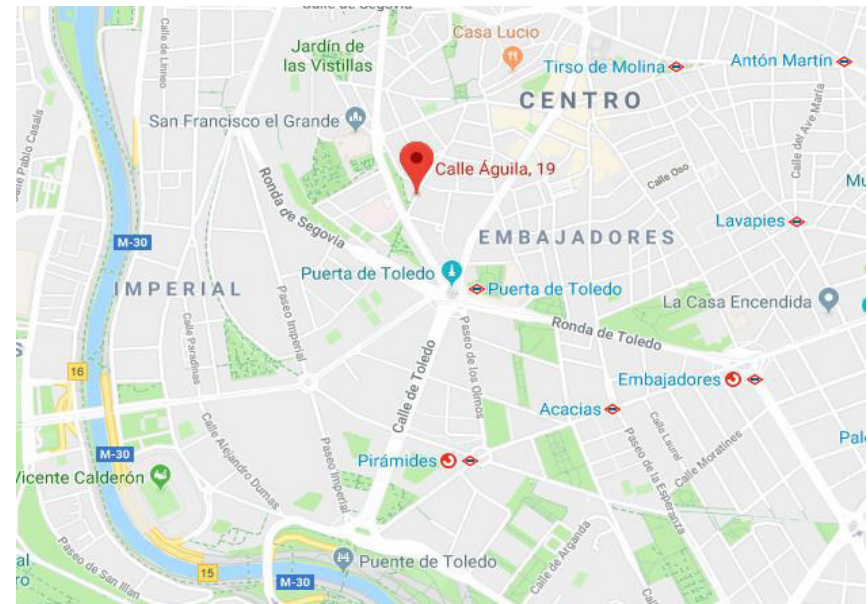 Calle de Segovia
Casa Lucio
Jardín de
las Vistillas
Calle de Linneo
Tirso de Molina
Antón Martín
CENTRO
San Francisco el Grande
Calle Pablo Casals
Calle del Ave María
Calle Águila, 19
Calle Oso
Mu
Ronda de Segovia
Lavapies
M-30
EMBAJADORES
Puerta de Toledo
Puerta de Toledo
IMPERIAL
Paseo Imperial
La Casa Encendida
Calle Paradinas
Paseo de los Olmos
Ronda de Toledo
S
16
Calle de Toledo
Embajadores
Acacias
Calle Laurel
Calle Moratines
Pale
M-30
Calle Alejandro Dumas
Paseo Imperial
Pirámides
Paseo de la Esperanza
Vicente Calderón
Paseo de San Illan
Calle de Arganda
Puente de Toledo
al
ro
15
M-30